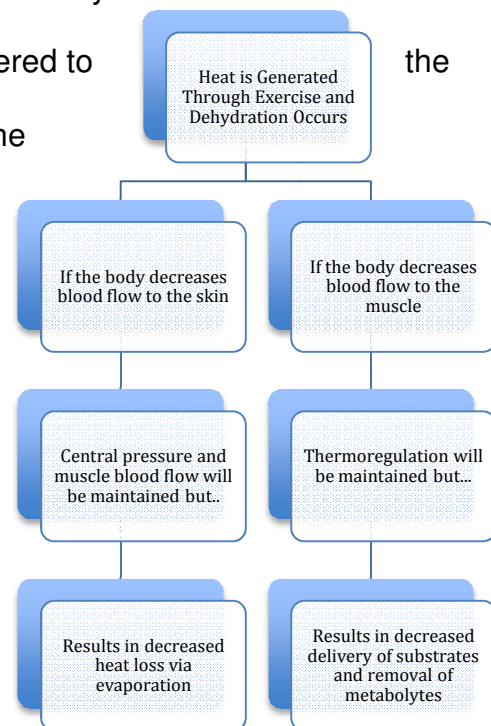 ered to
the
Heat is Generated
Through Exercise and
Dehydration Occurs
If the body decreases
blood flow to the skin
If the body decreases
blood flow to the
muscle
Central pressure and
muscle blood flow will
be maintained but..
Thermoregulation will
be maintained but...
Results in decreased
heat loss via
evaporation
Results in decreased
delivery of substrates
and removal of
metabolytes